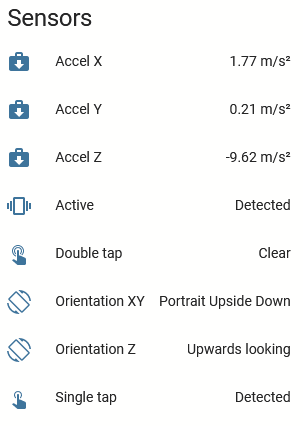 Sensors
Accel X 1.77 m/s²
Accel Y 0.21 m/s²
Accel Z -9.62 m/s²
Active Detected
Double tap Clear
Orientation XY Portrait Upside Down
Orientation Z Upwards looking
Single tap Detected